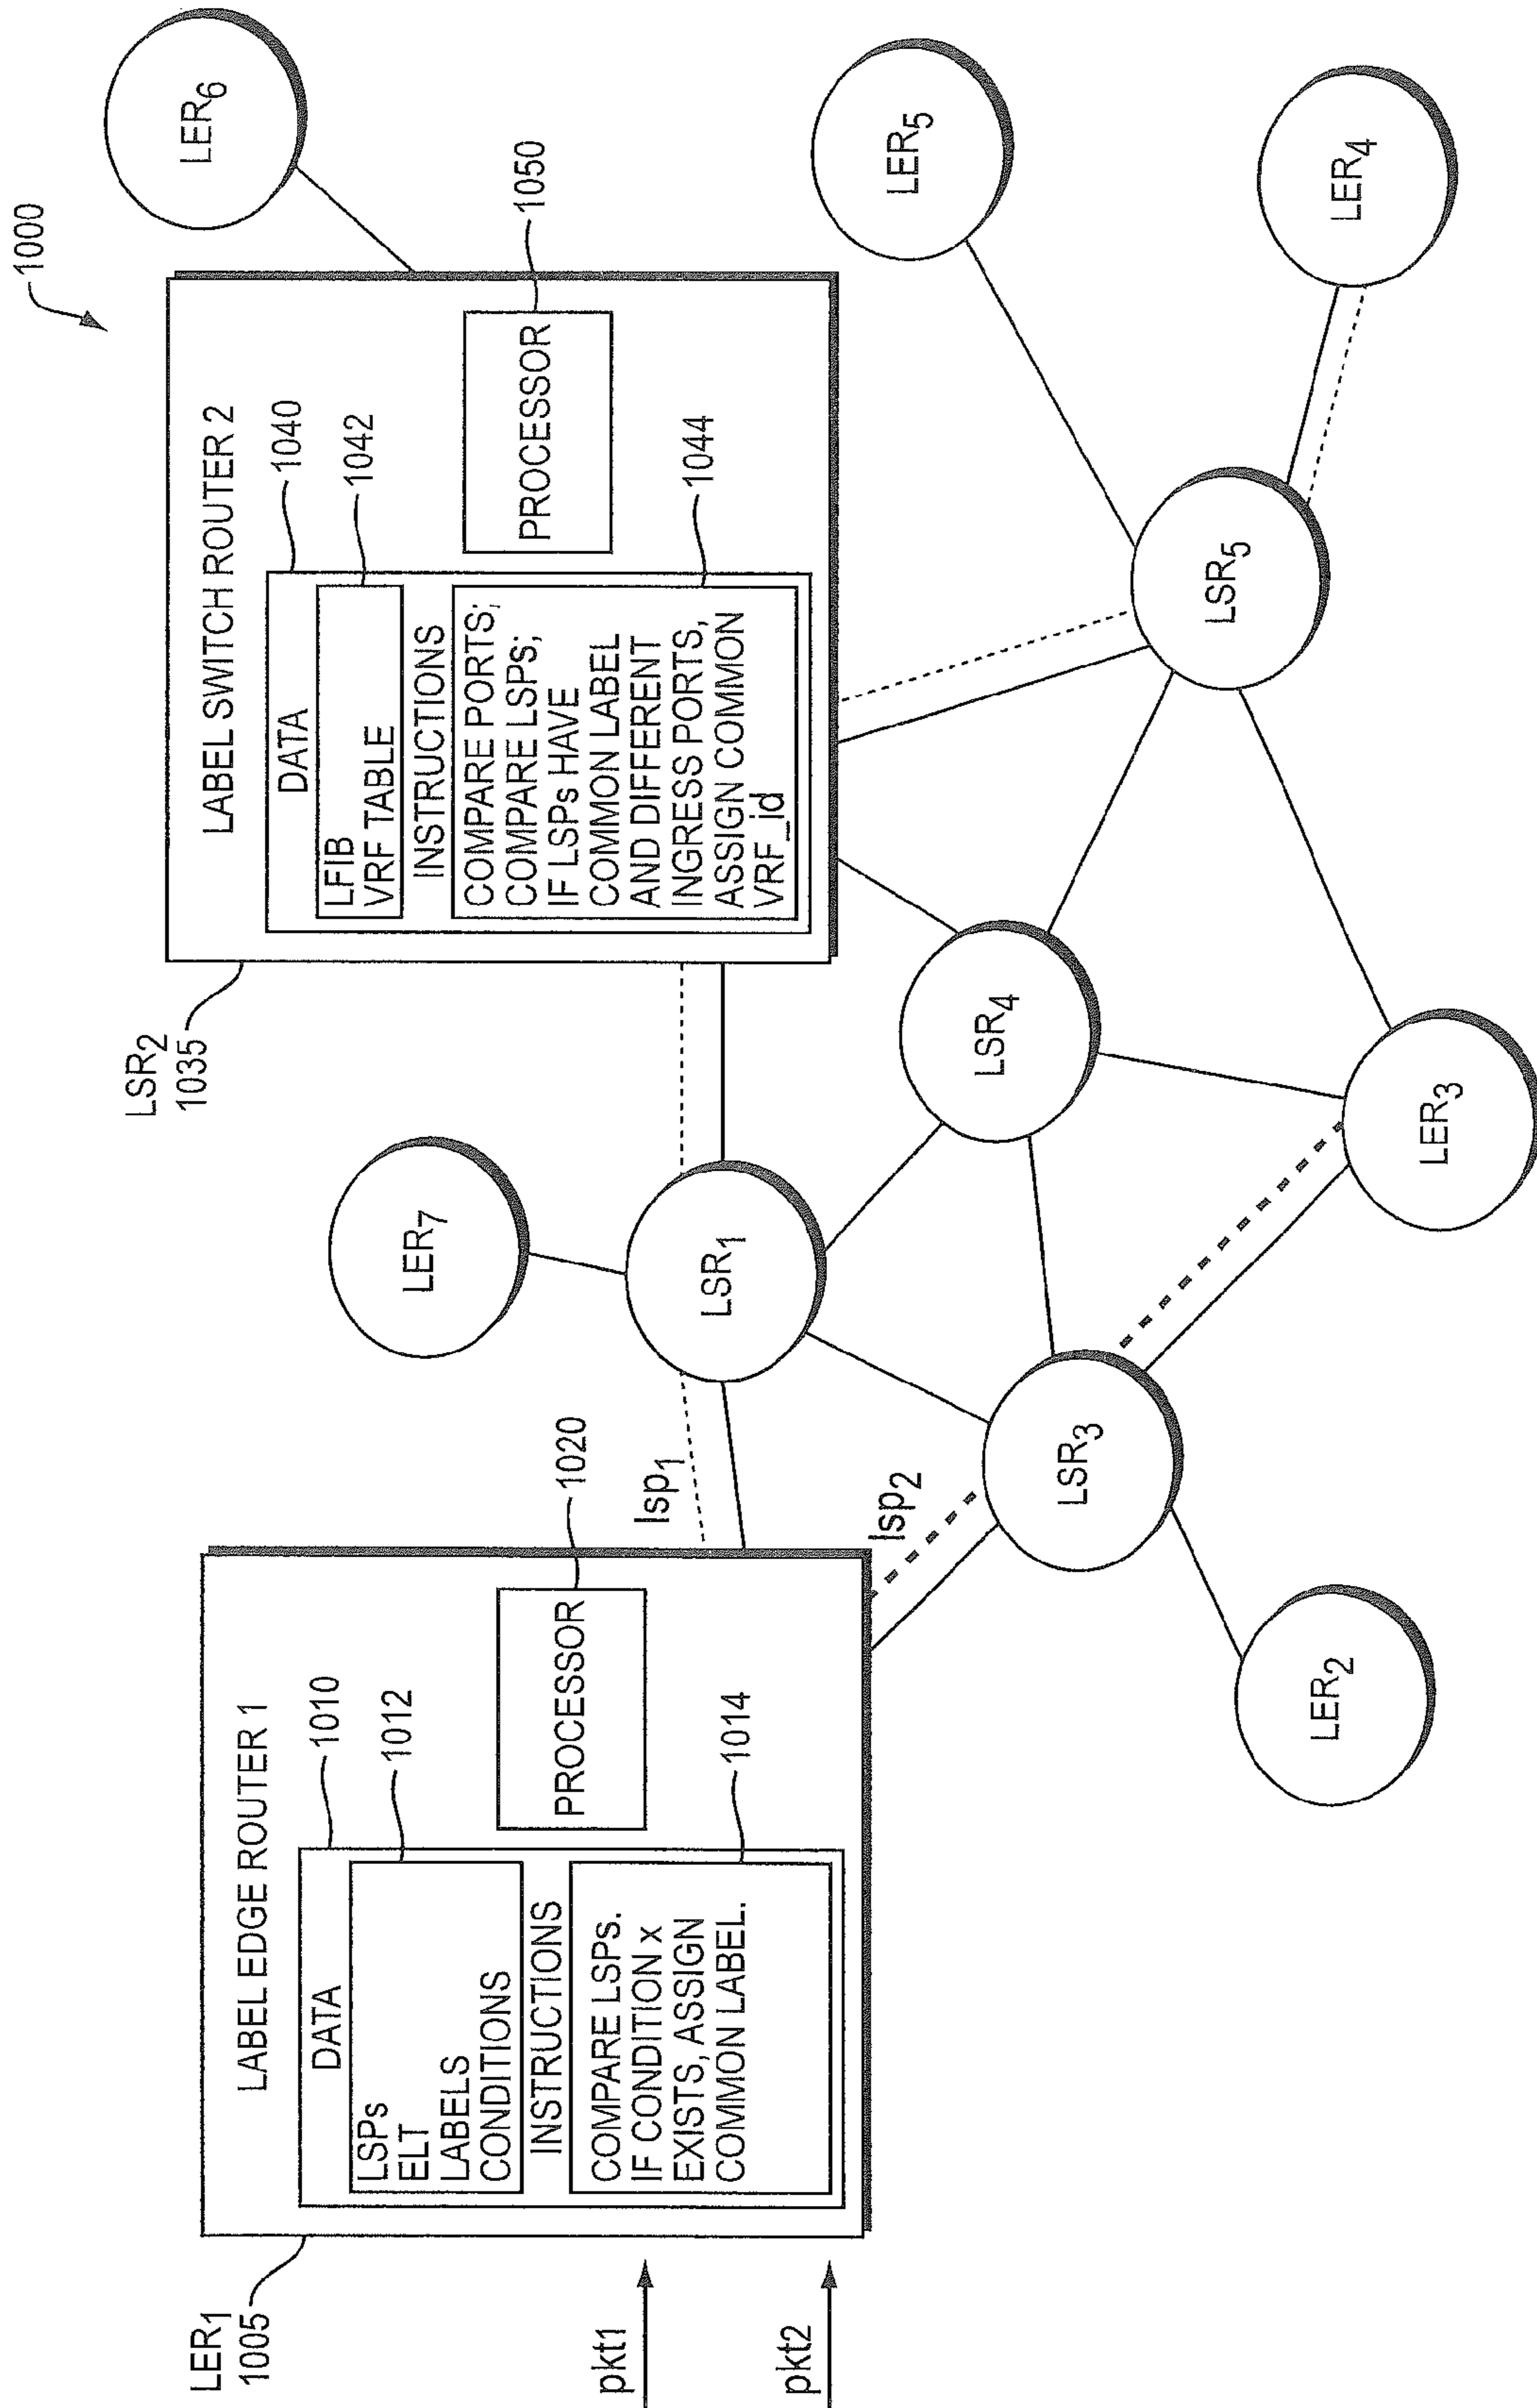 1000
LER6
LABEL SWITCH ROUTER 2
LSR2
1035
DATA
1040
LFIB
VRF TABLE
1042
INSTRUCTIONS
COMPARE PORTS;
COMPARE LSPs;
IF LSPs HAVE
COMMON LABEL
AND DIFFERENT
INGRESS PORTS,
ASSIGN COMMON
VRF_id
1044
PROCESSOR
1050
LER5
LER4
LER7
LSR1
LSR4
LSR5
LER1
1005
LABEL EDGE ROUTER 1
DATA
1010
LSPs
ELT
LABELS
CONDITIONS
1012
INSTRUCTIONS
COMPARE LSPs.
IF CONDITION x
EXISTS, ASSIGN
COMMON LABEL.
1014
PROCESSOR
1020
lsp1
lsp2
LSR3
LER3
LER2
pkt1
pkt2